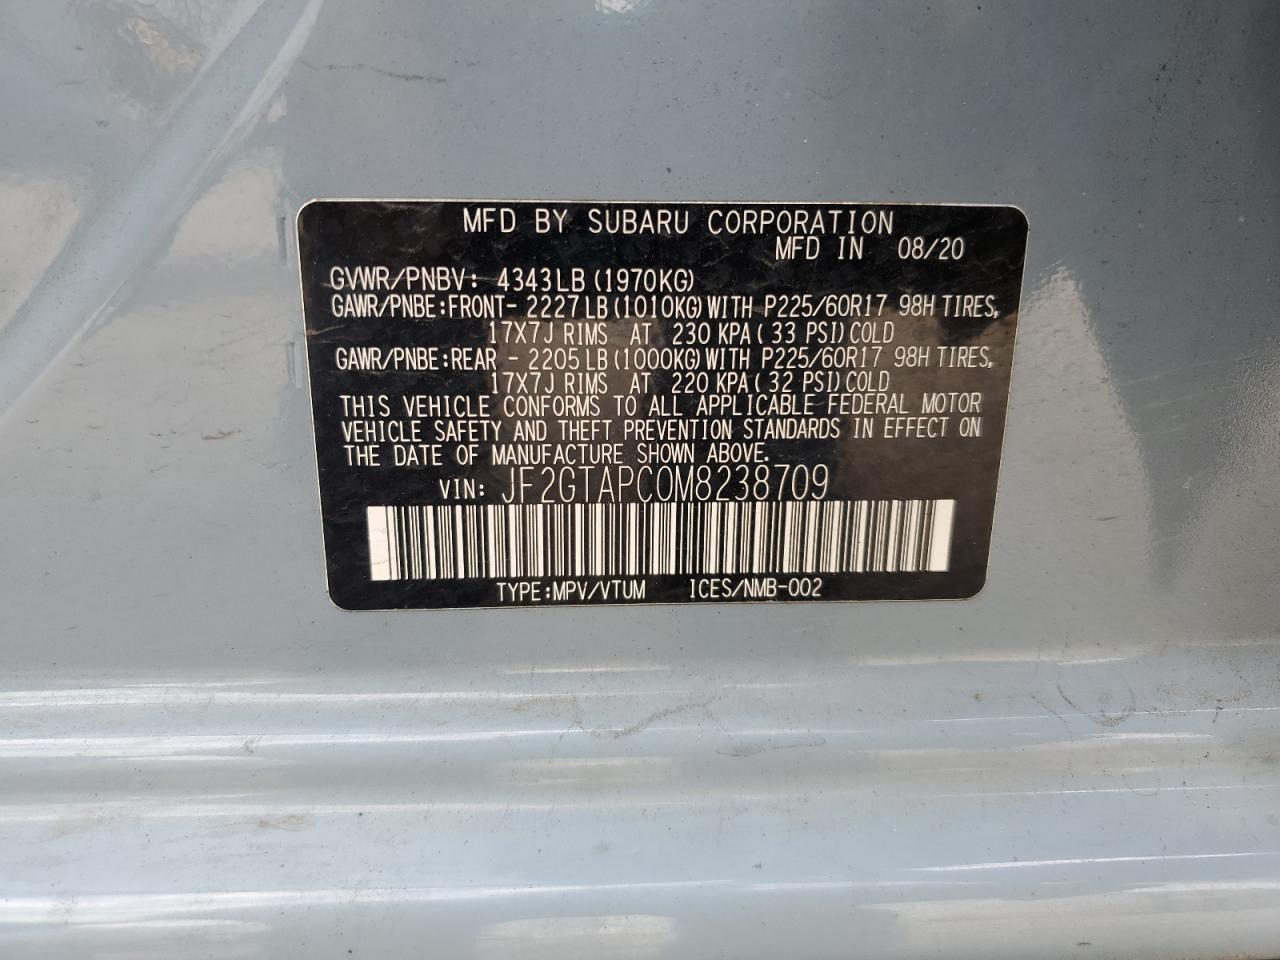 MFD BY SUBARU CORPORATION
MFD IN 08/20
GVWR/PNBV: 4343LB (1970KG)
GAWR/PNBE:FRONT- 2227LB(1010KG)WITH P225/60R17 98H TIRES,
17X7J RIMS AT 230 KPA( 33 PSI)COLD
GAWR/PNBE:REAR - 2205LB(1000KG)WITH P225/60R17 98H TIRES,
17X7J RIMS AT 220 KPA( 32 PSI)COLD
THIS VEHICLE CONFORMS TO ALL APPLICABLE FEDERAL MOTOR
VEHICLE SAFETY AND THEFT PREVENTION STANDARDS IN EFFECT ON
THE DATE OF MANUFACTURE SHOWN ABOVE.
VIN: JF2GTAPC0M8238709
TYPE:MPV/VTUM ICES/NMB-002